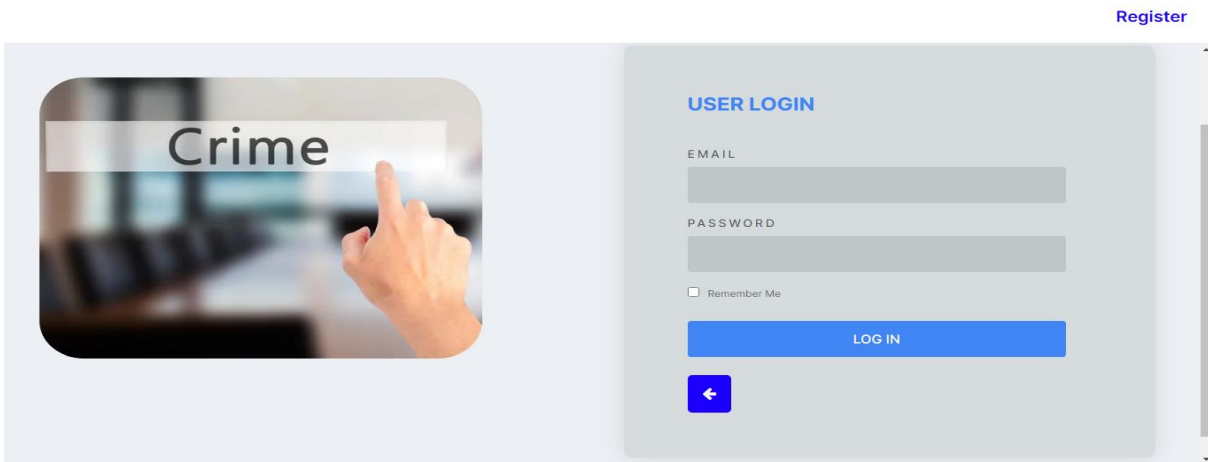 Register
Crime
USER LOGIN
EMAIL
PASSWORD
Remember Me
LOG IN